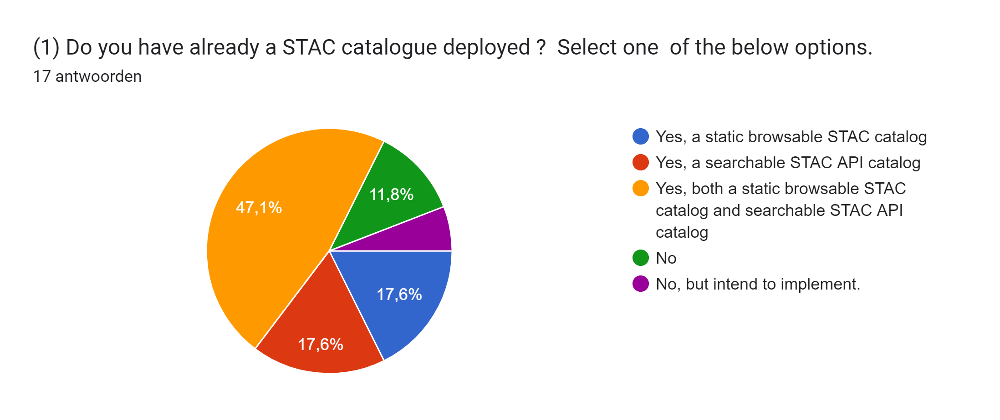 (1) Do you have already a STAC catalogue deployed ?  Select one  of the below options.
17 antwoorden
Yes, a static browsable STAC catalog
Yes, a searchable STAC API catalog
Yes, both a static browsable STAC
catalog and searchable STAC API
catalog
No
No, but intend to implement.
47,1%
11,8%
17,6%
17,6%